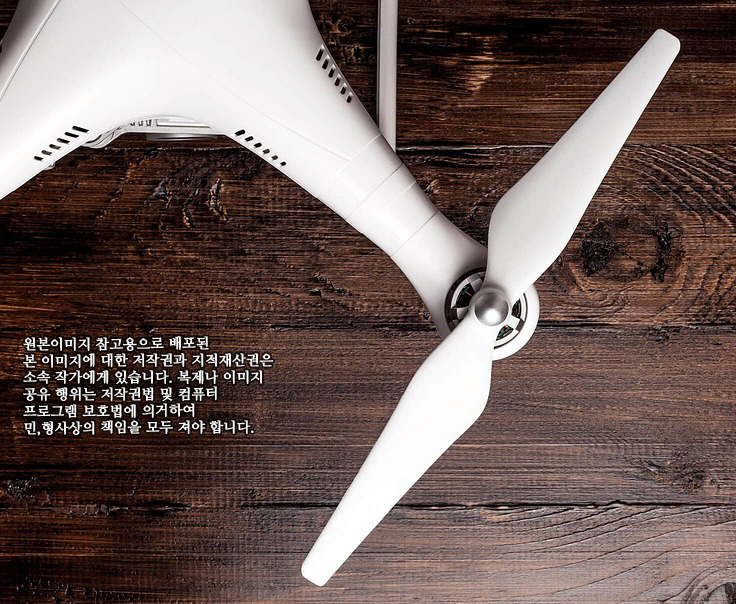 원본이미지 참고용으로 배포된
본 이미지에 대한 저작권과 지적재산권은
소속 작가에게 있습니다. 복제나 이미지
공유 행위는 저작권법 및 컴퓨터
프로그램 보호법에 의거하여
민,형사상의 책임을 모두 져야 합니다.